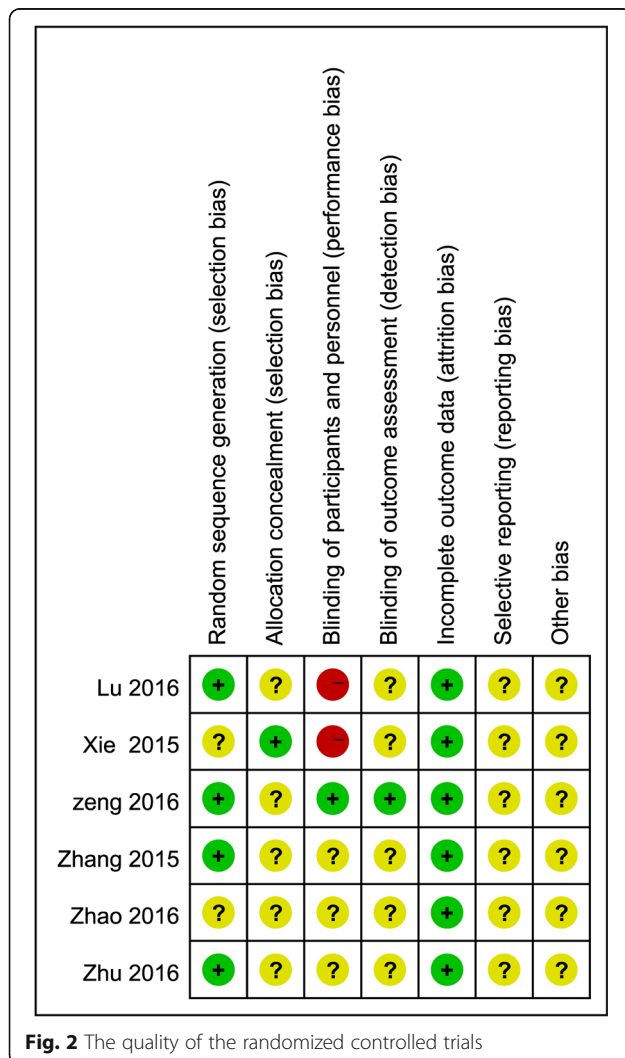 Random sequence generation (selection bias)
Allocation concealment (selection bias)
Blinding of participants and personnel (performance bias)
Blinding of outcome assessment (detection bias)
Incomplete outcome data (attrition bias)
Selective reporting (reporting bias)
Other bias
Lu 2016 + ? – ? + ? ?
Xie 2015 ? + – ? + ? ?
zeng 2016 + ? + + + ? ?
Zhang 2015 + ? ? ? + ? ?
Zhao 2016 ? ? ? ? + ? ?
Zhu 2016 + ? ? ? + ? ?
Fig. 2 The quality of the randomized controlled trials